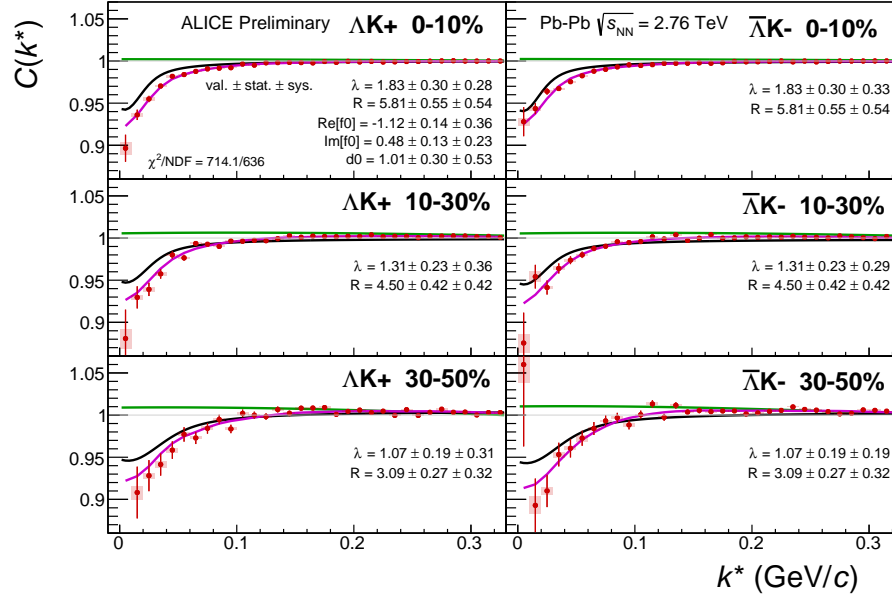 C(k*)
ALICE Preliminary
ΛK+ 0-10%
val. ± stat. ± sys.
λ = 1.83 ± 0.30 ± 0.28
R = 5.81 ± 0.55 ± 0.54
Re[f0] = -1.12 ± 0.14 ± 0.36
Im[f0] = 0.48 ± 0.13 ± 0.23
d0 = 1.01 ± 0.30 ± 0.53
χ²/NDF = 714.1/636
1.05
1
0.95
0.9
Pb-Pb √sNN = 2.76 TeV
Λ̅K- 0-10%
λ = 1.83 ± 0.30 ± 0.33
R = 5.81 ± 0.55 ± 0.54
ΛK+ 10-30%
λ = 1.31 ± 0.23 ± 0.36
R = 4.50 ± 0.42 ± 0.42
1.05
1
0.95
0.9
Λ̅K- 10-30%
λ = 1.31 ± 0.23 ± 0.29
R = 4.50 ± 0.42 ± 0.42
ΛK+ 30-50%
λ = 1.07 ± 0.19 ± 0.31
R = 3.09 ± 0.27 ± 0.32
1.05
1
0.95
0.9
Λ̅K- 30-50%
λ = 1.07 ± 0.19 ± 0.19
R = 3.09 ± 0.27 ± 0.32
0 0.1 0.2 0.3
0 0.1 0.2 0.3
k* (GeV/c)